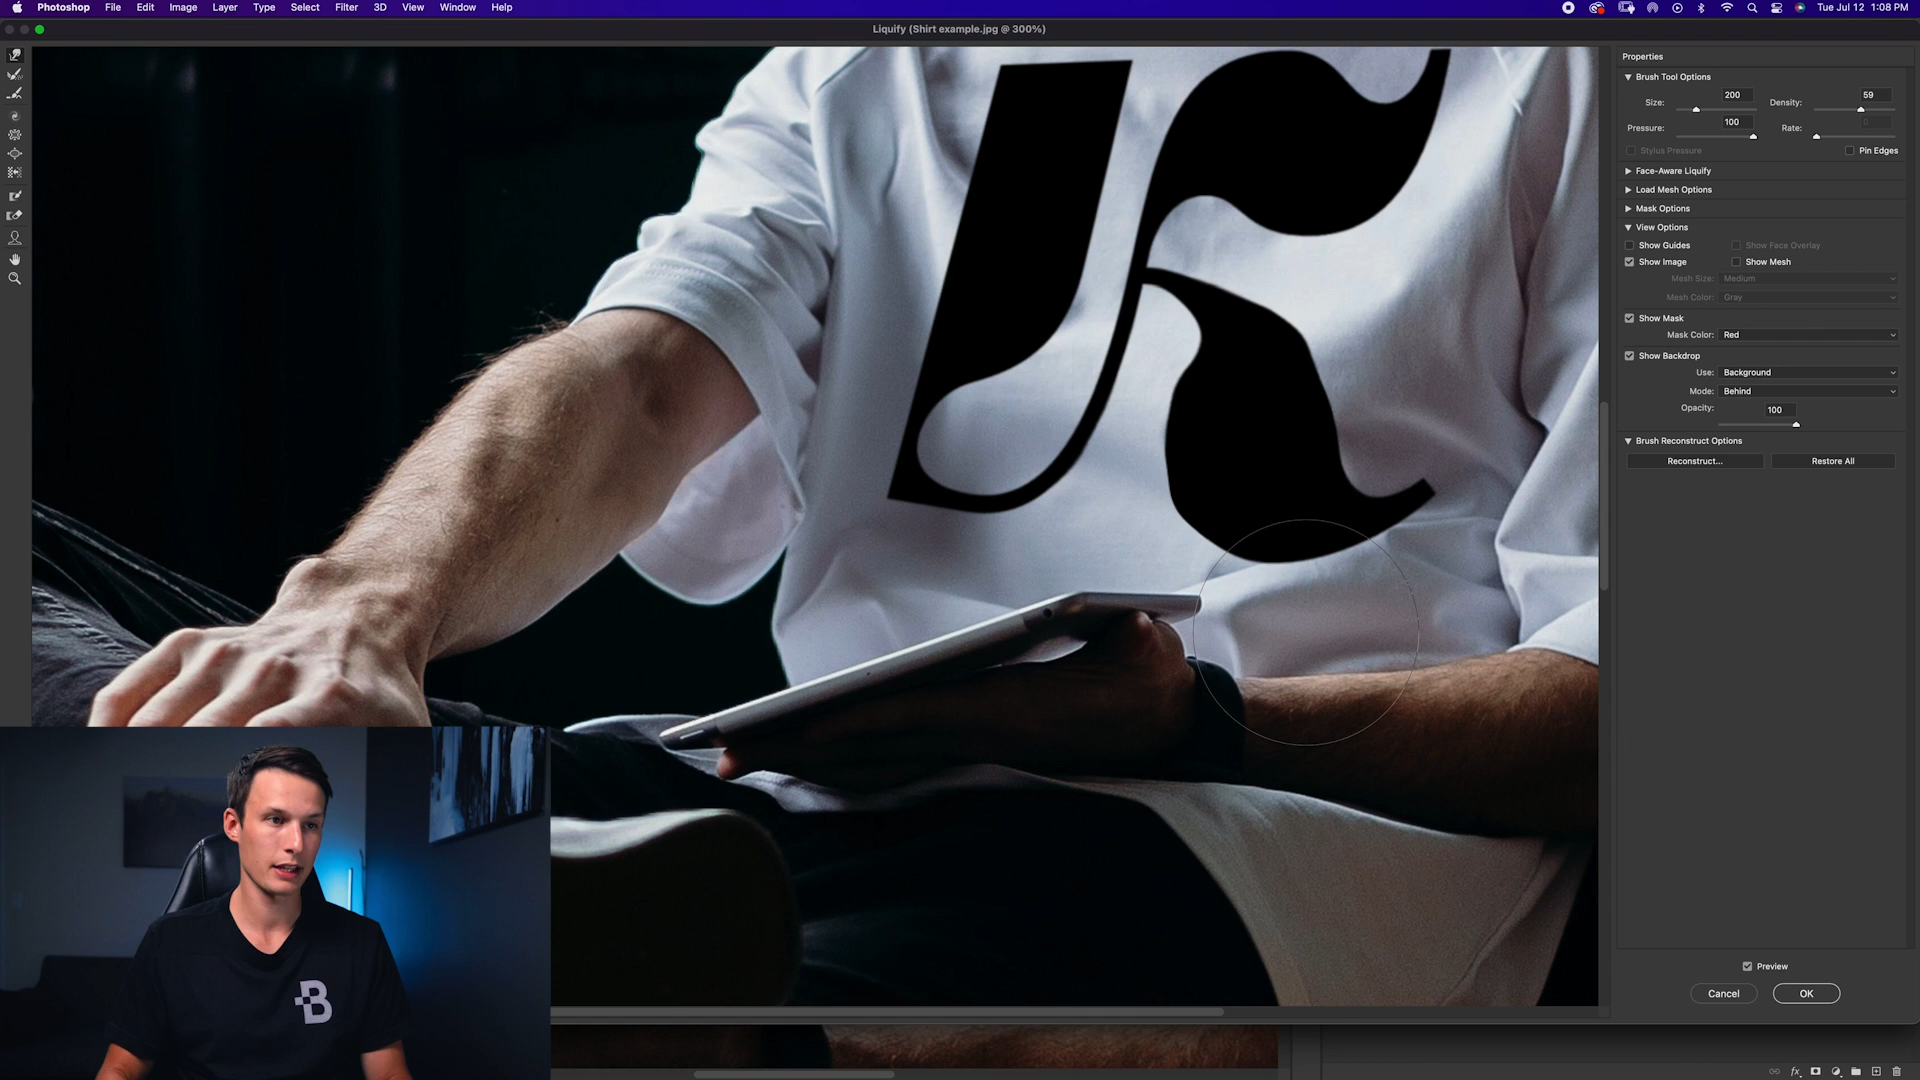 Photoshop File Edit Image Layer Type Select Filter 3D View Window Help Tue Jul 12 1:08 PM
Liquify (Shirt example.jpg @ 300%)
Properties
Brush Tool Options
Size: 200 Density: 59
Pressure: 100 Rate: 0
Stylus Pressure Pin Edges
Face-Aware Liquify
Load Mesh Options
Mask Options
View Options
Show Guides Show Face Overlay
Show Image Show Mesh
Mesh Size: Medium
Mesh Color: Gray
Show Mask
Mask Color: Red
Show Backdrop
Use: Background
Mode: Behind
Opacity: 100
Brush Reconstruct Options
Reconstruct... Restore All
K
B
Preview
Cancel OK
fx